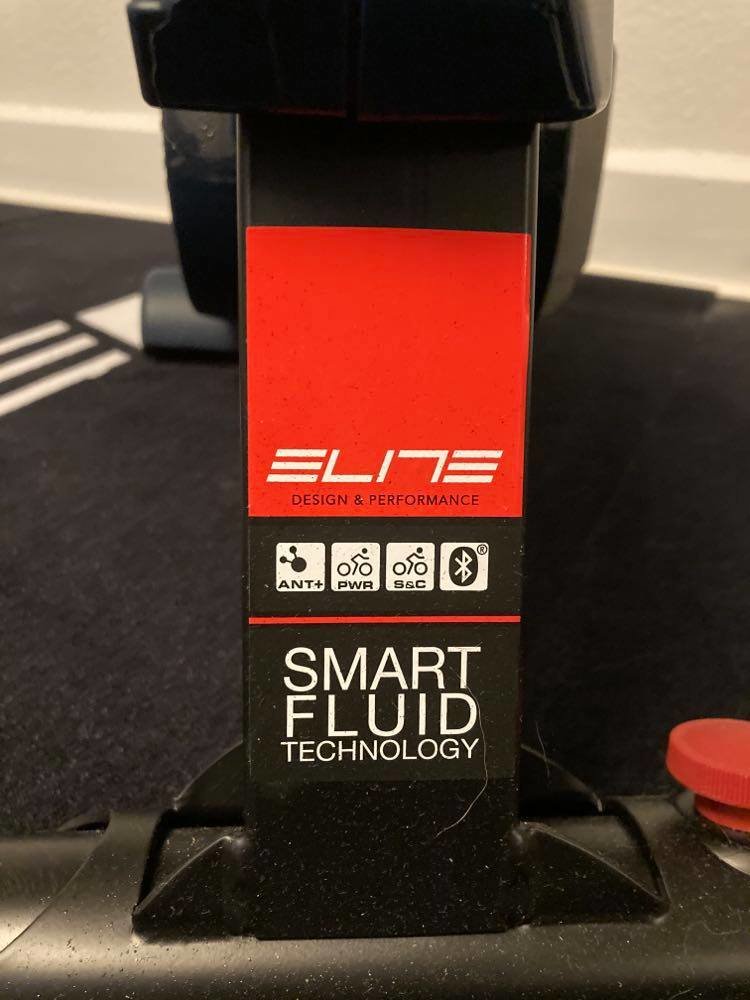 ELITE
DESIGN & PERFORMANCE
ANT+ PWR S&C ®
SMART
FLUID
TECHNOLOGY